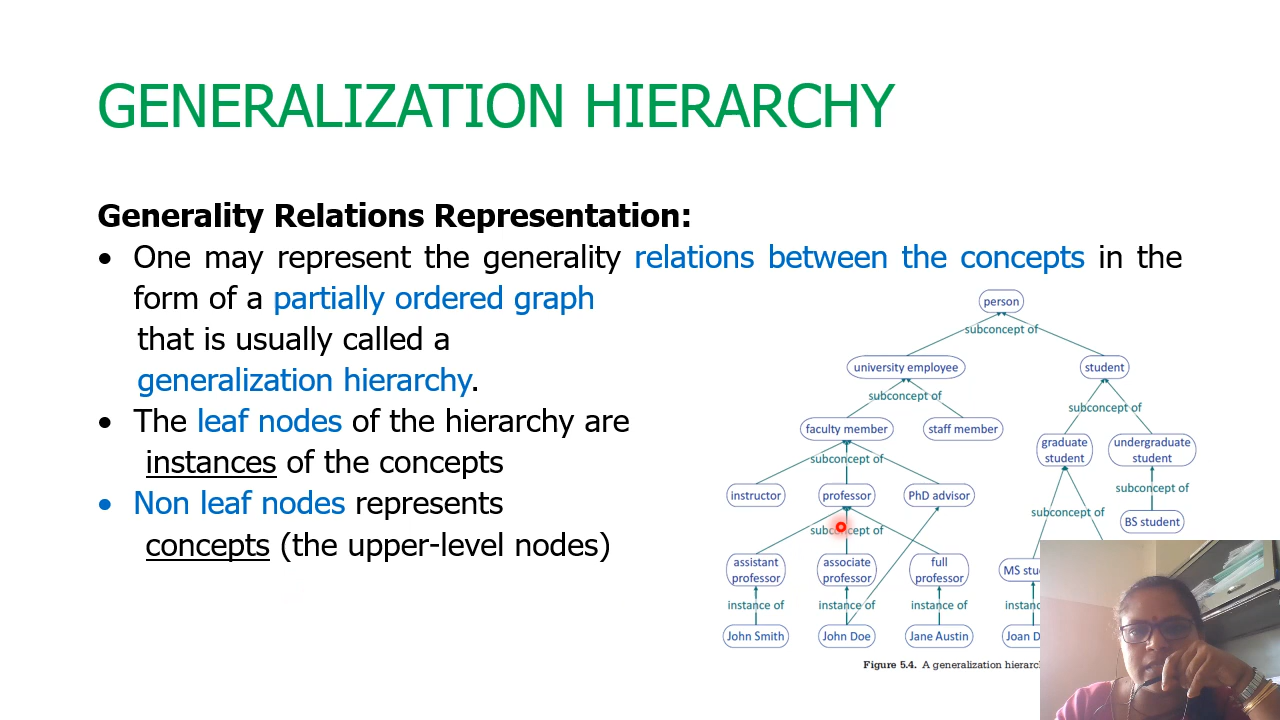 GENERALIZATION HIERARCHY
Generality Relations Representation:
• One may represent the generality relations between the concepts in the
form of a partially ordered graph
that is usually called a
generalization hierarchy.
• The leaf nodes of the hierarchy are
instances of the concepts
• Non leaf nodes represents
concepts (the upper-level nodes)
person
subconcept of
university employee
student
subconcept of
subconcept of
faculty member
staff member
graduate
student
undergraduate
student
subconcept of
subconcept of
instructor
professor
PhD advisor
subconcept of
BS student
subconcept of
assistant
professor
associate
professor
full
professor
MS
instance of
instance of
instance of
John Smith
John Doe
Jane Austin
Joan
Figure 5.4. A generalization